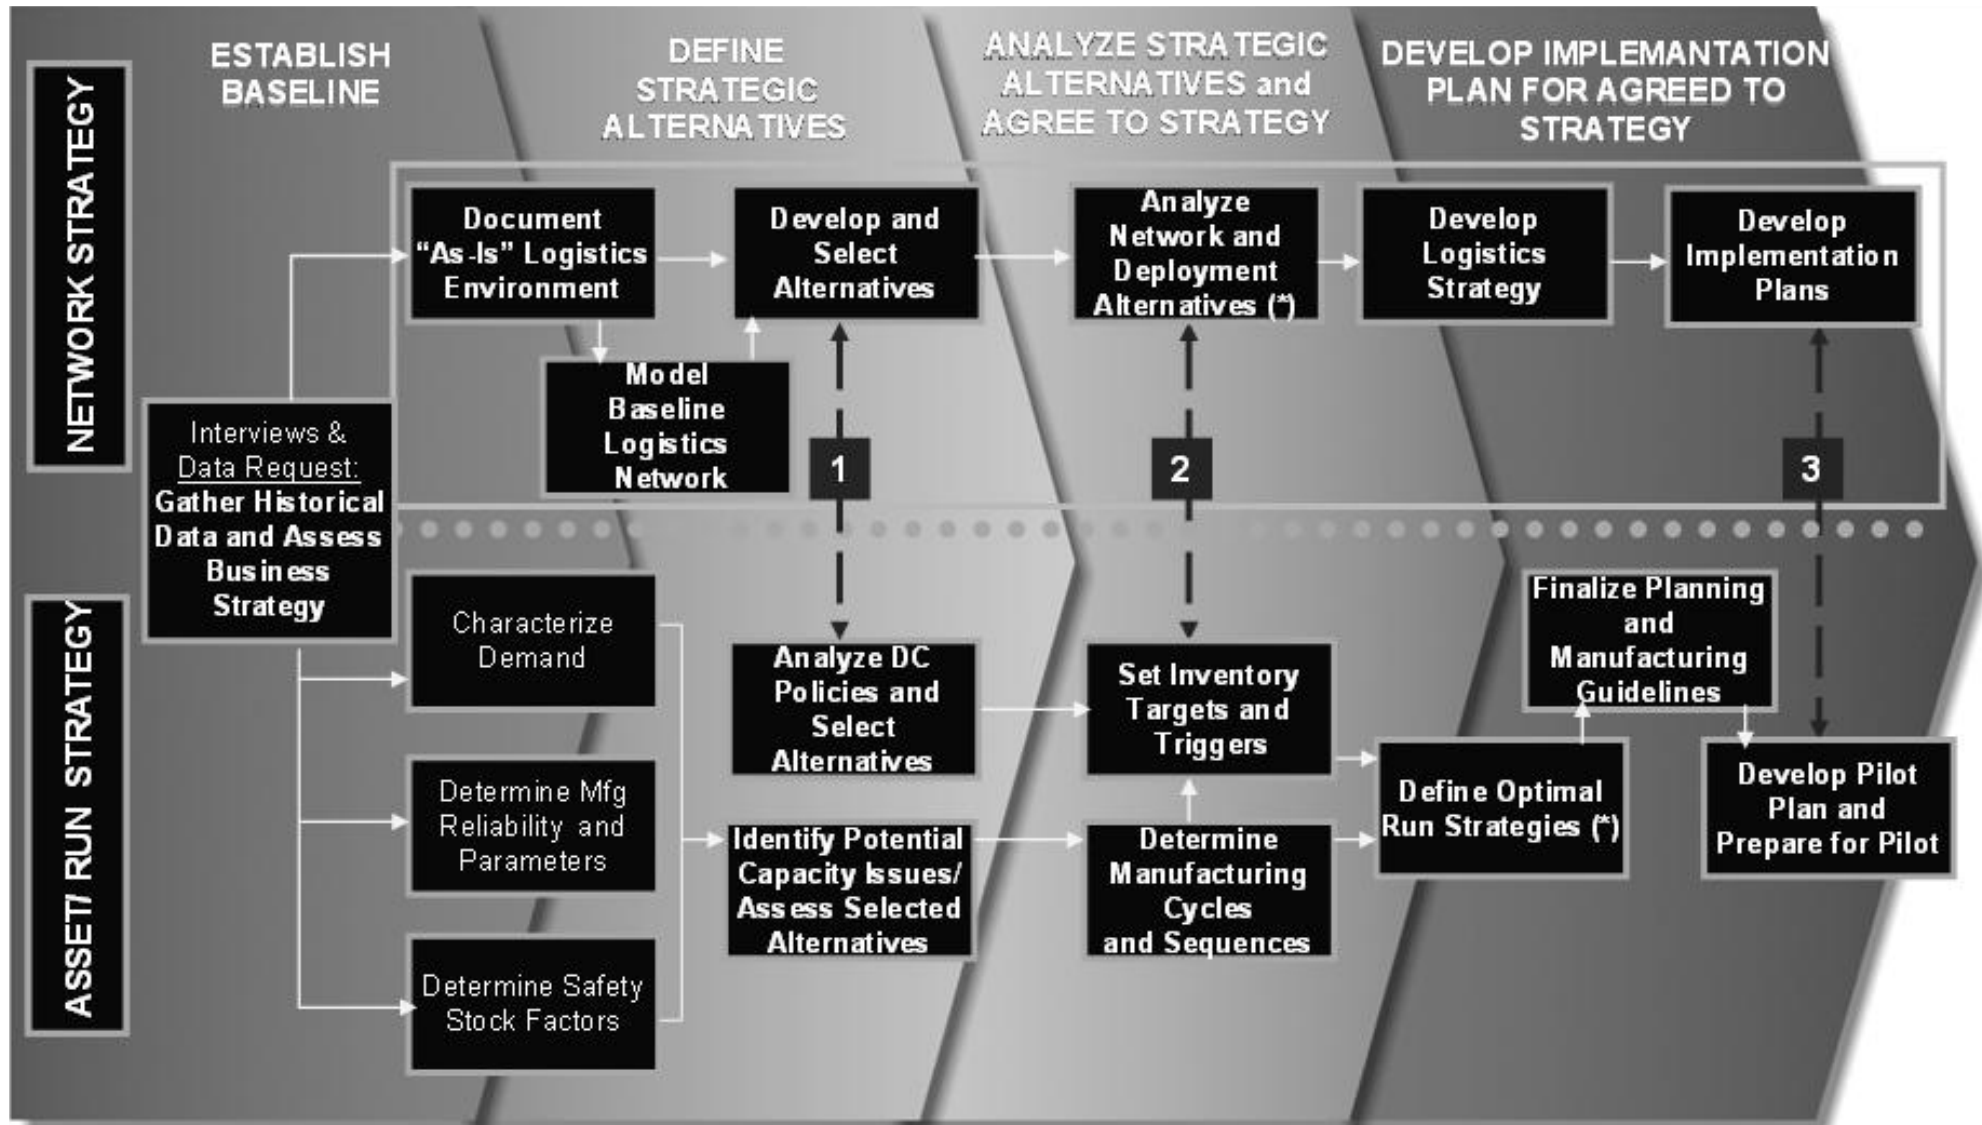 ESTABLISH
BASELINE
DEFINE
STRATEGIC
ALTERNATIVES
ANALYZE STRATEGIC
ALTERNATIVES and
AGREE TO STRATEGY
DEVELOP IMPLEMANTATION
PLAN FOR AGREED TO
STRATEGY
NETWORK STRATEGY
Document
“As-Is” Logistics
Environment
Develop and
Select
Alternatives
Analyze
Network and
Deployment
Alternatives (*)
Develop
Logistics
Strategy
Develop
Implementation
Plans
Model
Baseline
Logistics
Network
Interviews &
Data Request:
Gather Historical
Data and Assess
Business
Strategy
1
2
3
ASSET/ RUN STRATEGY
Characterize
Demand
Determine Mfg
Reliability and
Parameters
Determine Safety
Stock Factors
Analyze DC
Policies and
Select
Alternatives
Identify Potential
Capacity Issues/
Assess Selected
Alternatives
Set Inventory
Targets and
Triggers
Determine
Manufacturing
Cycles
and Sequences
Define Optimal
Run Strategies (*)
Finalize Planning
and
Manufacturing
Guidelines
Develop Pilot
Plan and
Prepare for Pilot